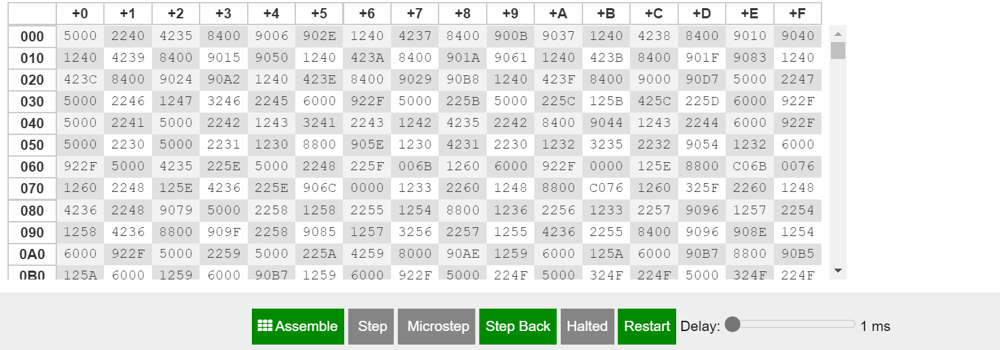 +0 +1 +2 +3 +4 +5 +6 +7 +8 +9 +A +B +C +D +E +F
000 5000 2240 4235 8400 9006 902E 1240 4237 8400 900B 9037 1240 4238 8400 9010 9040
010 1240 4239 8400 9015 9050 1240 423A 8400 901A 9061 1240 423B 8400 901F 9083 1240
020 423C 8400 9024 90A2 1240 423E 8400 9029 90B8 1240 423F 8400 9000 90D7 5000 2247
030 5000 2246 1247 3246 2245 6000 922F 5000 225B 5000 225C 125B 425C 225D 6000 922F
040 5000 2241 5000 2242 1243 3241 2243 1242 4235 2242 8400 9044 1243 2244 6000 922F
050 5000 2230 5000 2231 1230 8800 905E 1230 4231 2230 1232 3235 2232 9054 1232 6000
060 922F 5000 4235 225E 5000 2248 225F 006B 1260 6000 922F 0000 125E 8800 C06B 0076
070 1260 2248 125E 4236 225E 906C 0000 1233 2260 1248 8800 C076 1260 325F 2260 1248
080 4236 2248 9079 5000 2258 1258 2255 1254 8800 1236 2256 1233 2257 9096 1257 2254
090 1258 4236 8800 909F 2258 9085 1257 3256 2257 1255 4236 2255 8400 9096 908E 1254
0A0 6000 922F 5000 2259 5000 225A 4259 8000 90AE 1259 6000 125A 6000 90B7 8800 90B5
0B0 125A 6000 1259 6000 90B7 1259 6000 922F 5000 224F 5000 324F 224F 5000 324F 224F
Assemble Step Microstep Step Back Halted Restart Delay: 1 ms